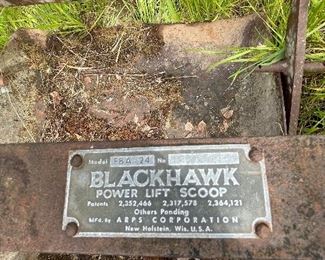 Model FBA 24 No
BLACKHAWK
POWER LIFT SCOOP
Patents 2,352,466 2,317,578 2,364,121
Others Pending
Mfd. By ARPS CORPORATION
New Holstein, Wis. U.S.A.